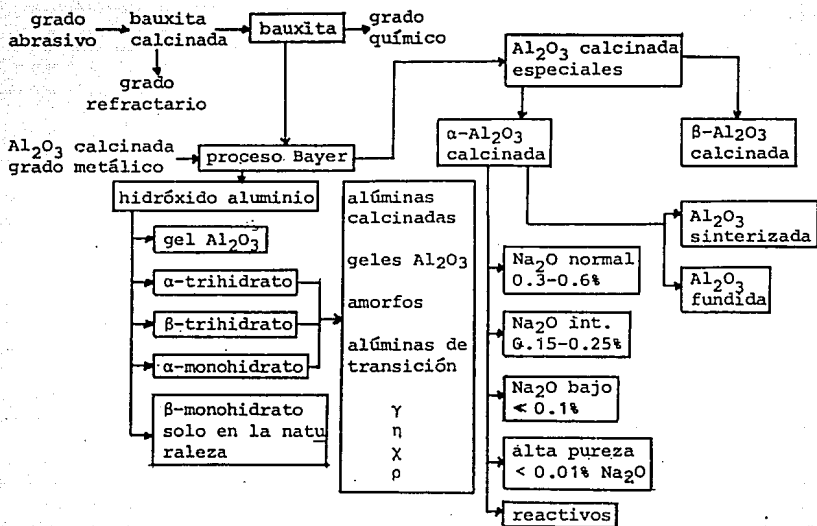 grado
abrasivo
bauxita
calcinada
bauxita
grado
químico
grado
refractario
Al2O3 calcinada
grado metálico
proceso Bayer
Al2O3 calcinada
especiales
α-Al2O3
calcinada
β-Al2O3
calcinada
hidróxido aluminio
gel Al2O3
α-trihidrato
β-trihidrato
α-monohidrato
β-monohidrato
solo en la natu
raleza
alúminas
calcinadas
geles Al2O3
amorfos
alúminas de
transición
γ
η
χ
ρ
Al2O3
sinterizada
Al2O3
fundida
Na2O normal
0.3-0.6%
Na2O int.
0.15-0.25%
Na2O bajo
< 0.1%
alta pureza
< 0.01% Na2O
reactivos